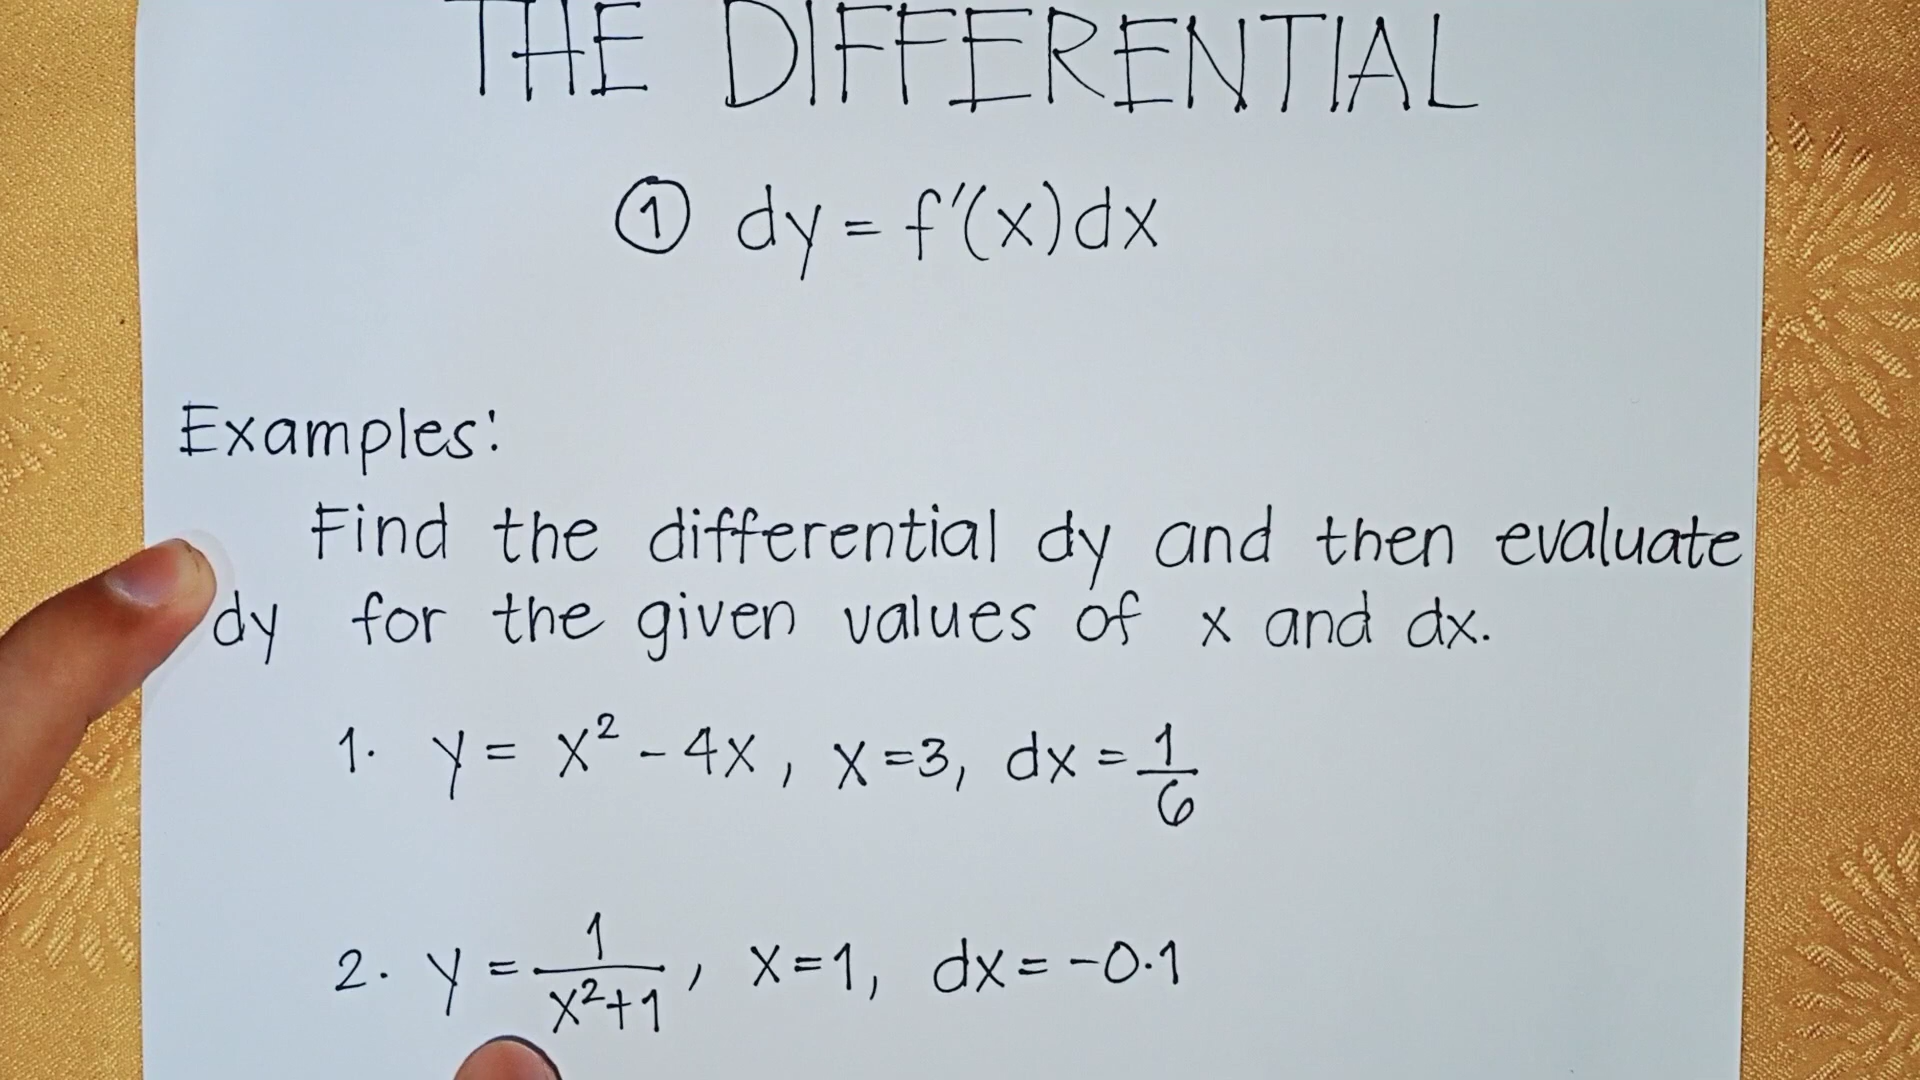 THE DIFFERENTIAL
① dy = f'(x)dx
Examples:
Find the differential dy and then evaluate
dy for the given values of x and dx.
1. y = x² - 4x, x=3, dx = 1/6
2. y = 1/(x²+1), x=1, dx = -0.1